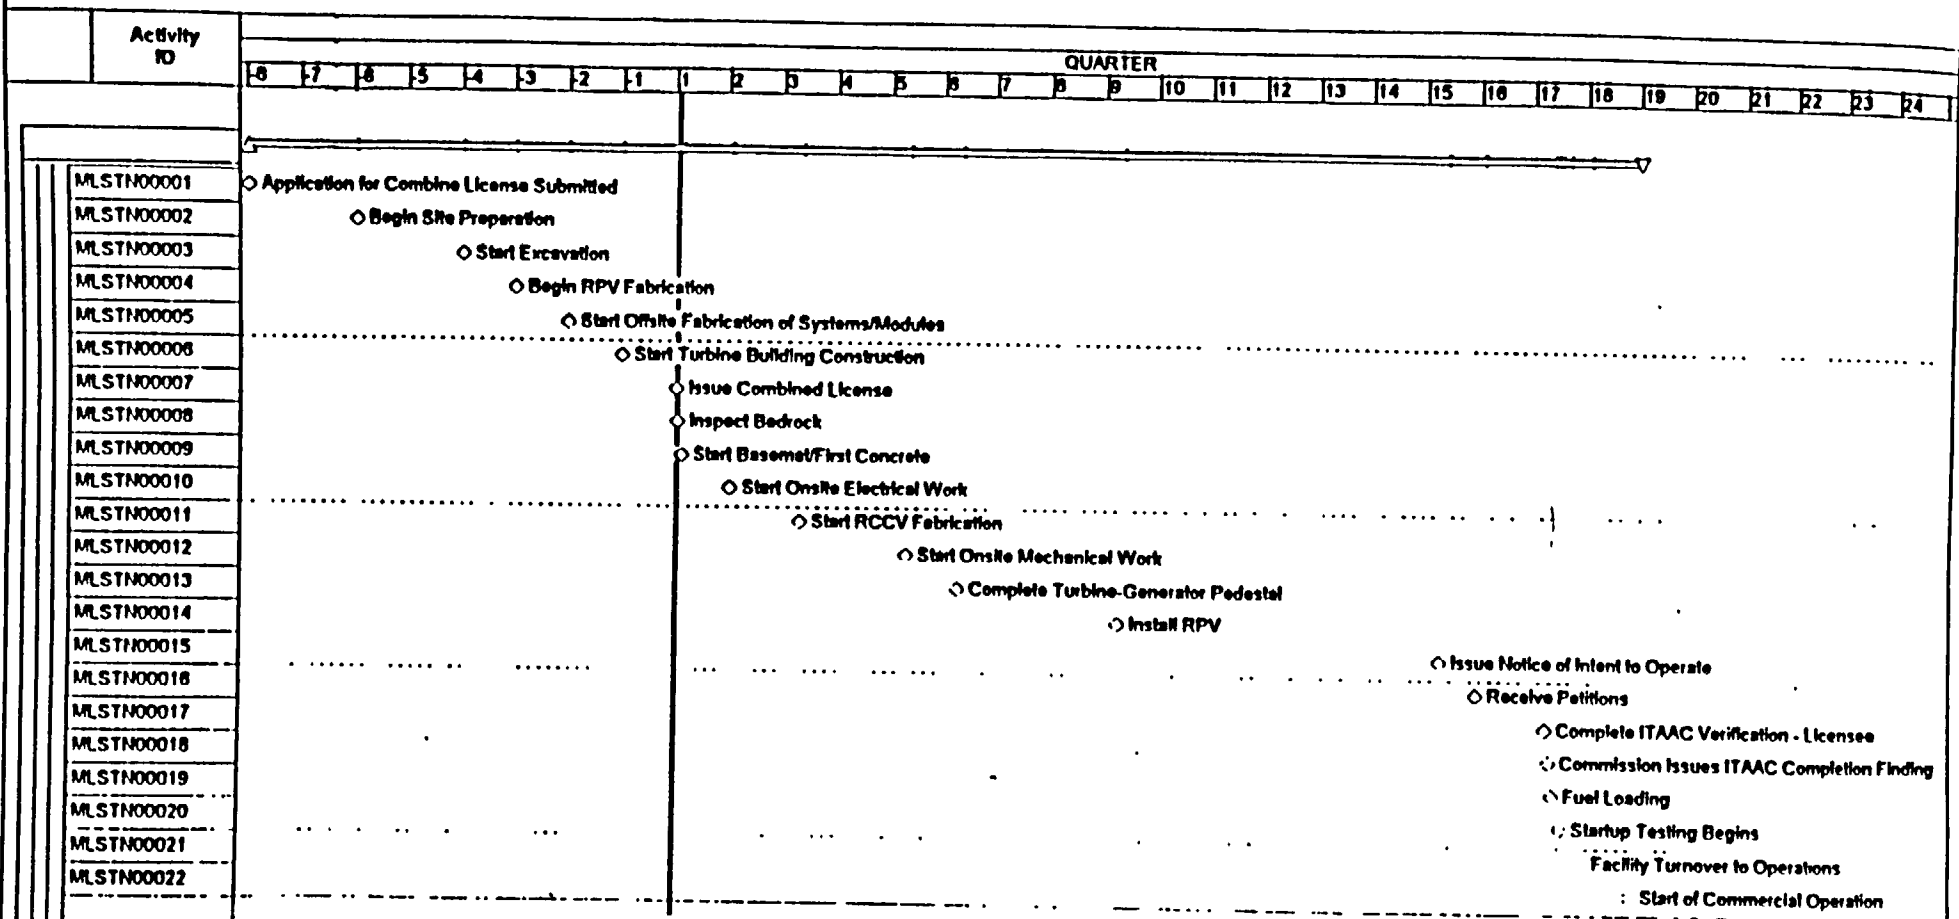 Activity
ID
QUARTER
-8 -7 -6 -5 -4 -3 -2 -1 1 2 3 4 5 6 7 8 9 10 11 12 13 14 15 16 17 18 19 20 21 22 23 24
MLSTN00001 Application for Combine License Submitted
MLSTN00002 Begin Site Preparation
MLSTN00003 Start Excavation
MLSTN00004 Begin RPV Fabrication
MLSTN00005 Start Offsite Fabrication of Systems/Modules
MLSTN00006 Start Turbine Building Construction
MLSTN00007 Issue Combined License
MLSTN00008 Inspect Bedrock
MLSTN00009 Start Basemat/First Concrete
MLSTN00010 Start Onsite Electrical Work
MLSTN00011 Start RCCV Fabrication
MLSTN00012 Start Onsite Mechanical Work
MLSTN00013 Complete Turbine-Generator Pedestal
MLSTN00014 Install RPV
MLSTN00015 Issue Notice of Intent to Operate
MLSTN00016 Receive Petitions
MLSTN00017 Complete ITAAC Verification - Licensee
MLSTN00018 Commission Issues ITAAC Completion Finding
MLSTN00019 Fuel Loading
MLSTN00020 Startup Testing Begins
MLSTN00021 Facility Turnover to Operations
MLSTN00022 Start of Commercial Operation